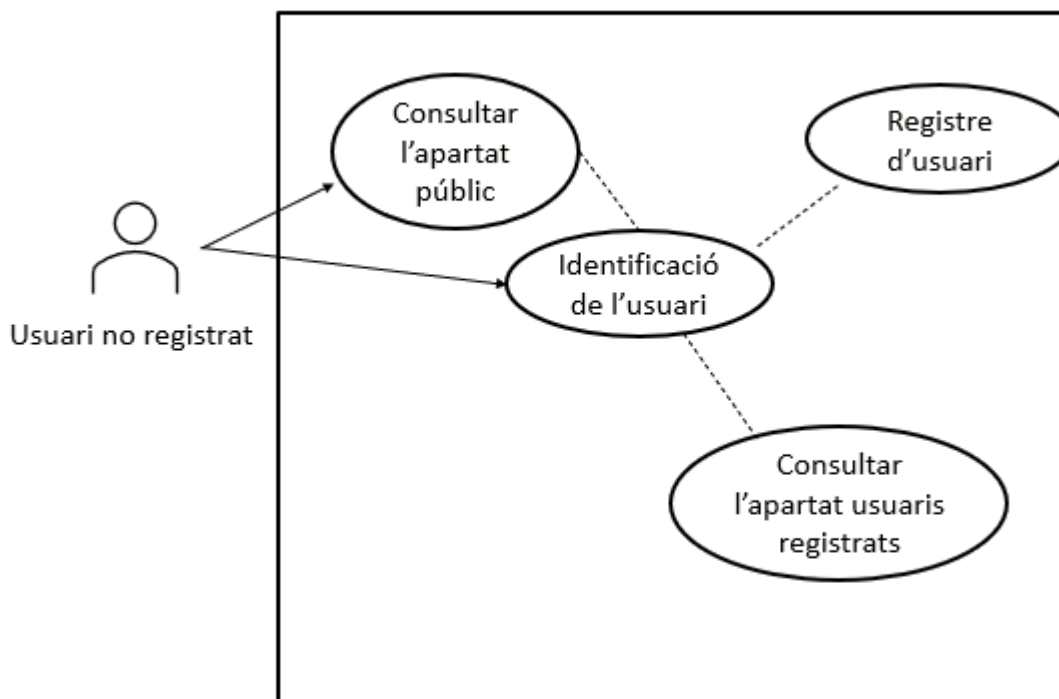 Consultar
l'apartat
públic
Registre
d'usuari
Identificació
de l'usuari
Usuari no registrat
Consultar
l'apartat usuaris
registrats